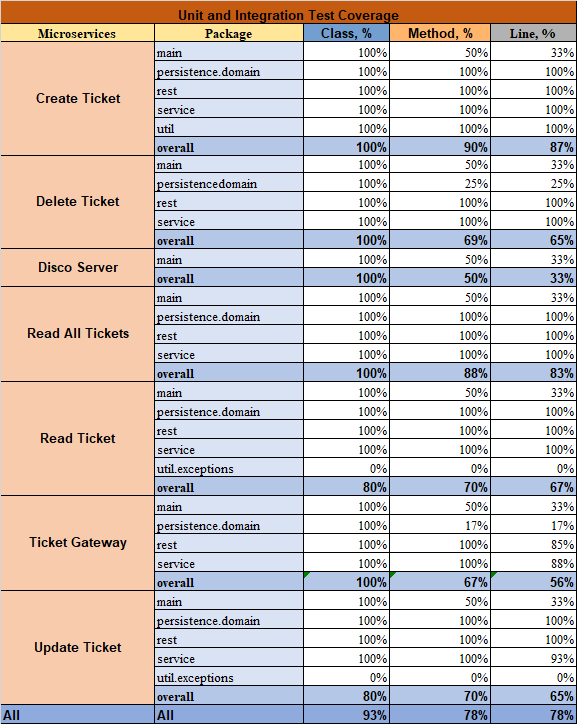 Unit and Integration Test Coverage
Microservices Package Class, % Method, % Line, %
Create Ticket
main 100% 50% 33%
persistence.domain 100% 100% 100%
rest 100% 100% 100%
service 100% 100% 100%
util 100% 100% 100%
overall 100% 90% 87%
Delete Ticket
main 100% 50% 33%
persistencedomain 100% 25% 25%
rest 100% 100% 100%
service 100% 100% 100%
overall 100% 69% 65%
Disco Server
main 100% 50% 33%
overall 100% 50% 33%
Read All Tickets
main 100% 50% 33%
persistence.domain 100% 100% 100%
rest 100% 100% 100%
service 100% 100% 100%
overall 100% 88% 83%
Read Ticket
main 100% 50% 33%
persistence.domain 100% 100% 100%
rest 100% 100% 100%
service 100% 100% 100%
util.exceptions 0% 0% 0%
overall 80% 70% 67%
Ticket Gateway
main 100% 50% 33%
persistence.domain 100% 17% 17%
rest 100% 100% 85%
service 100% 100% 88%
overall 100% 67% 56%
Update Ticket
main 100% 50% 33%
persistence.domain 100% 100% 100%
rest 100% 100% 100%
service 100% 100% 93%
util.exceptions 0% 0% 0%
overall 80% 70% 65%
All All 93% 78% 78%